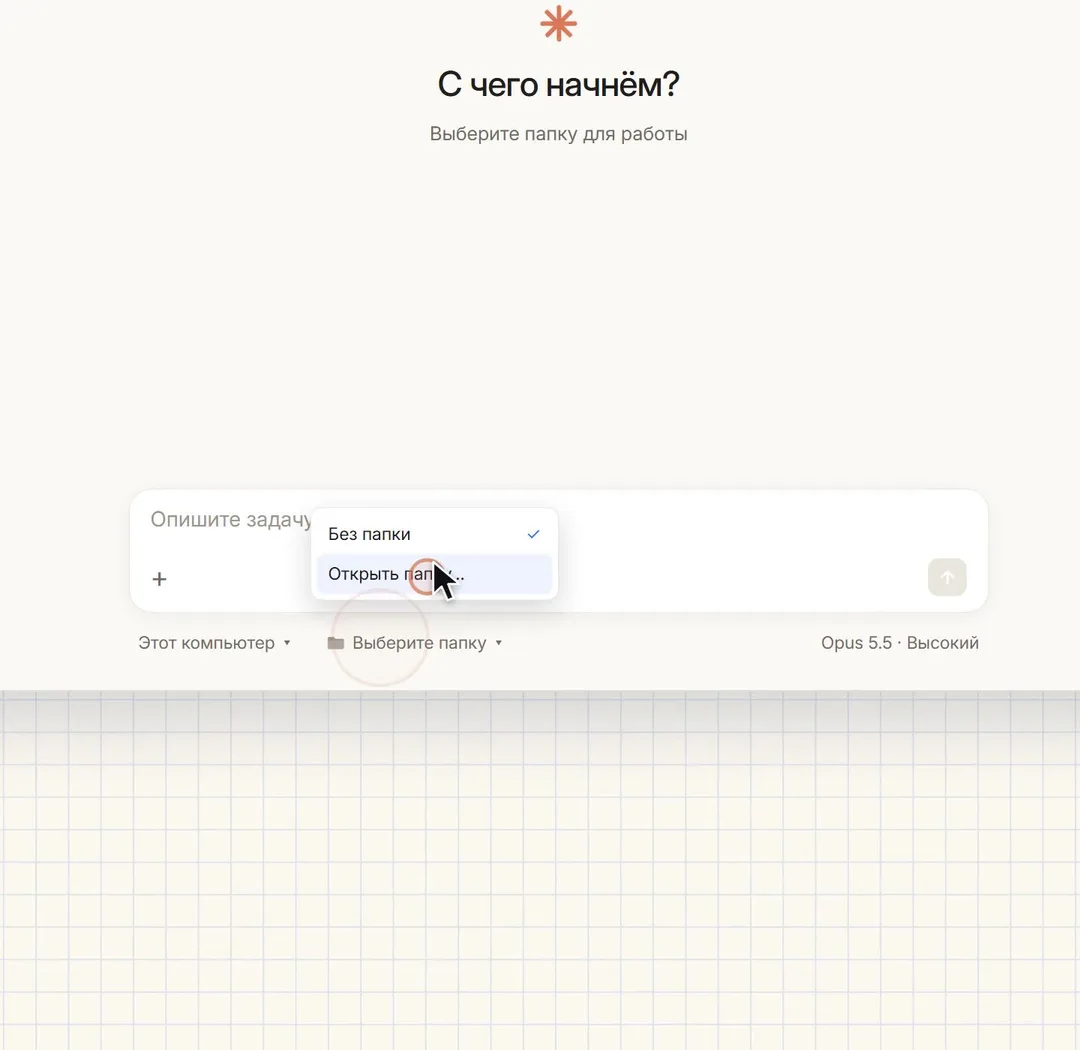 С чего начнём?
Выберите папку для работы
Опишите задачу
Без папки
Открыть
+
Этот компьютер
Выберите папку
Opus 5.5 · Высокий